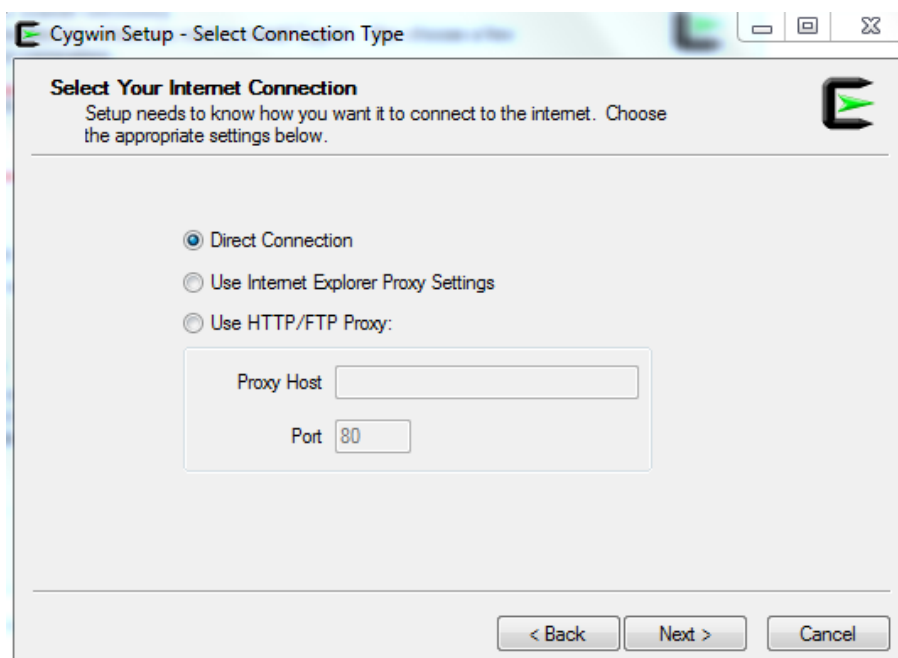 Cygwin Setup - Select Connection Type
Select Your Internet Connection
Setup needs to know how you want it to connect to the internet. Choose
the appropriate settings below.
Direct Connection
Use Internet Explorer Proxy Settings
Use HTTP/FTP Proxy:
Proxy Host
Port 80
< Back Next > Cancel